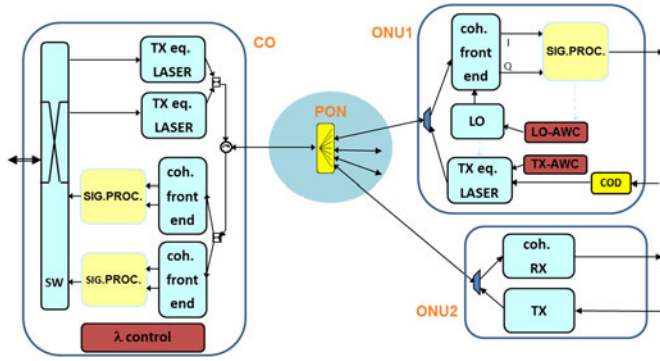 CO
TX eq.
LASER
TX eq.
LASER
SIG.PROC.
coh.
front
end
SIG.PROC.
coh.
front
end
SW
λ control
PON
ONU1
coh.
front
end
I
Q
SIG.PROC.
LO
LO-AWC
TX-AWC
TX eq.
LASER
COD
coh.
RX
TX
ONU2